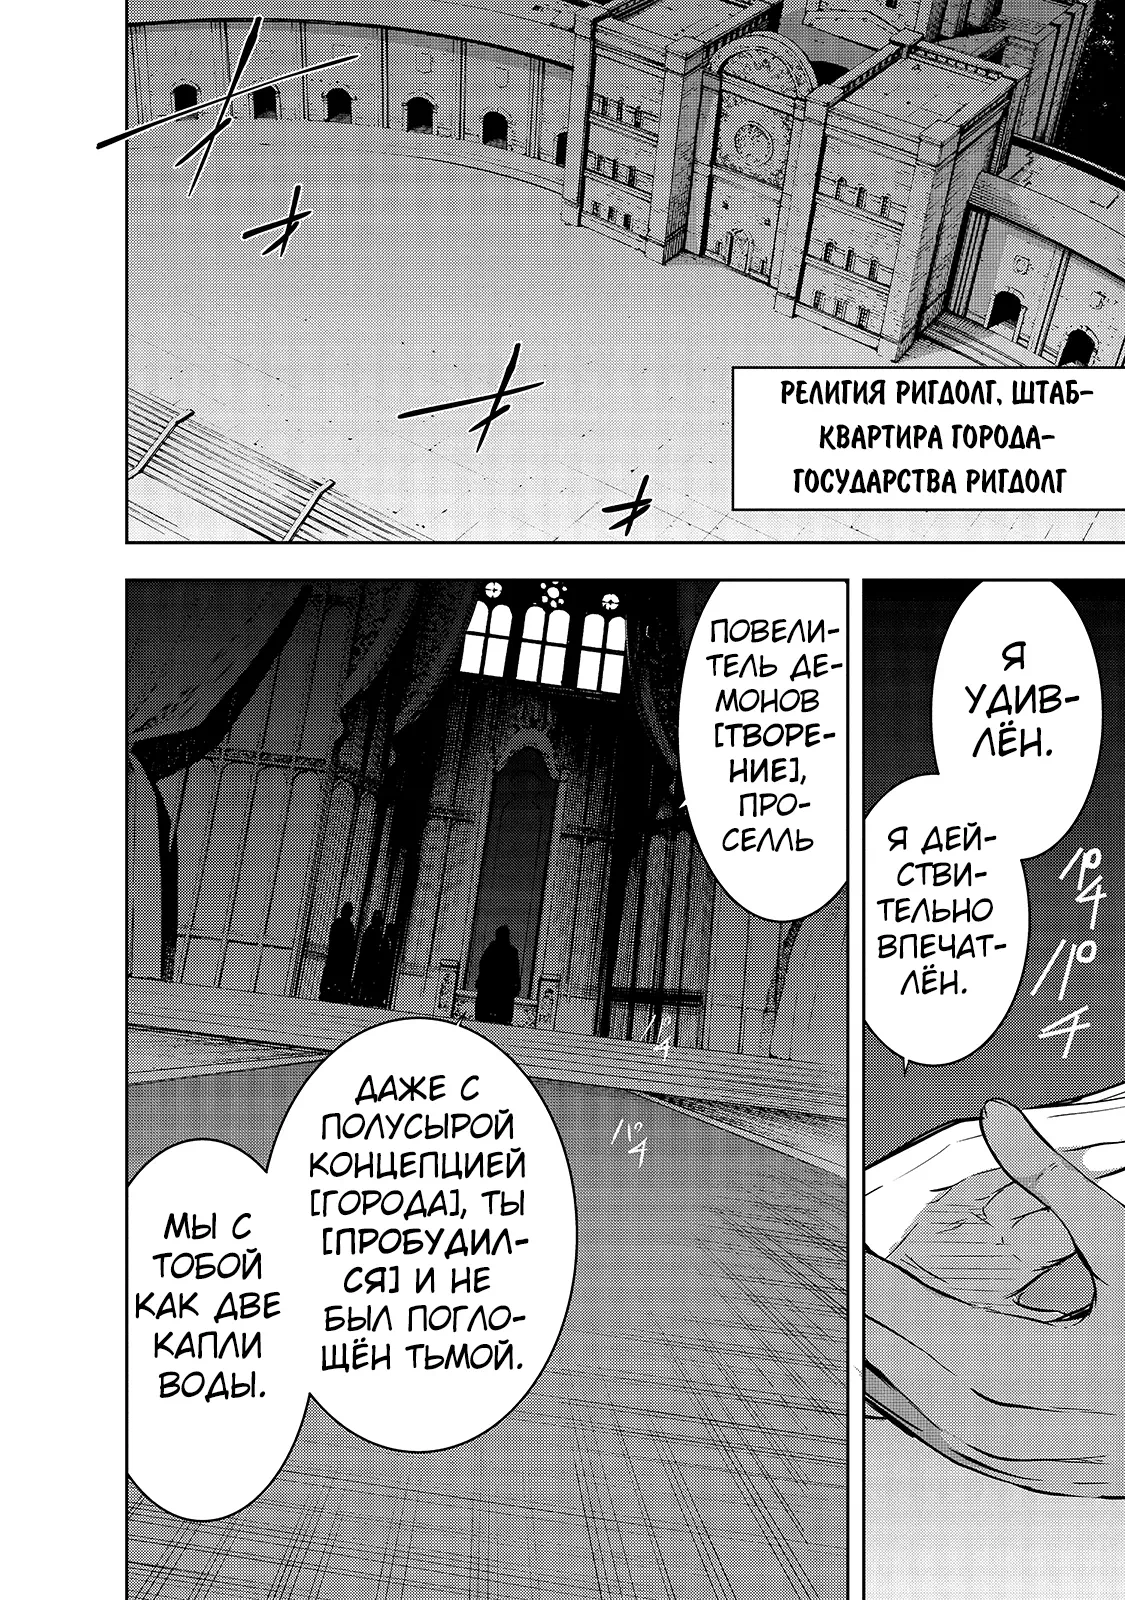 РЕЛИГИЯ РИГДОЛГ, ШТАБ-
КВАРТИРА ГОРОДА-
ГОСУДАРСТВА РИГДОЛГ
Я
УДИВ-
ЛЁН.
Я ДЕЙ-
СТВИ-
ТЕЛЬНО
ВПЕЧАТ-
ЛЁН.
ПОВЕЛИ-
ТЕЛЬ ДЕ-
МОНОВ
[ТВОРЕ-
НИЕ],
ПРО-
СЕЛЛЬ
ДАЖЕ С
ПОЛУСЫРОЙ
КОНЦЕПЦИЕЙ
[ГОРОДА], ТЫ
[ПРОБУДИЛ-
СЯ] И НЕ
БЫЛ ПОГЛО-
ЩЁН ТЬМОЙ.
МЫ С
ТОБОЙ
КАК ДВЕ
КАПЛИ
ВОДЫ.